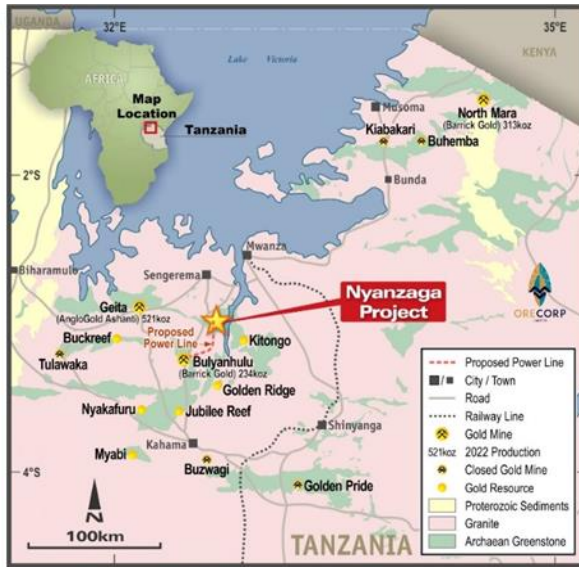 UGANDA
32°E
35°E
KENYA
AFRICA
Map
Location
Tanzania
Lake Victoria
Musoma
North Mara
(Barrick Gold) 313koz
Kiabakari
Buhemba
2°S
Bunda
Mwanza
Biharamulo
Sengerema
Nyanzaga
Project
ORECORP
Geita
(AngloGold Ashanti) 521koz
Proposed
Power Line
Buckreef
Kitongo
Tulawaka
Bulyanhulu
(Barrick Gold) 234koz
Golden Ridge
Nyakafuru
Jubilee Reef
Shinyanga
Kahama
Myabi
Buzwagi
4°S
Golden Pride
N
100km
TANZANIA
Proposed Power Line
/ City / Town
Road
Railway Line
Gold Mine
521koz 2022 Production
Closed Gold Mine
Gold Resource
Proterozoic Sediments
Granite
Archaean Greenstone